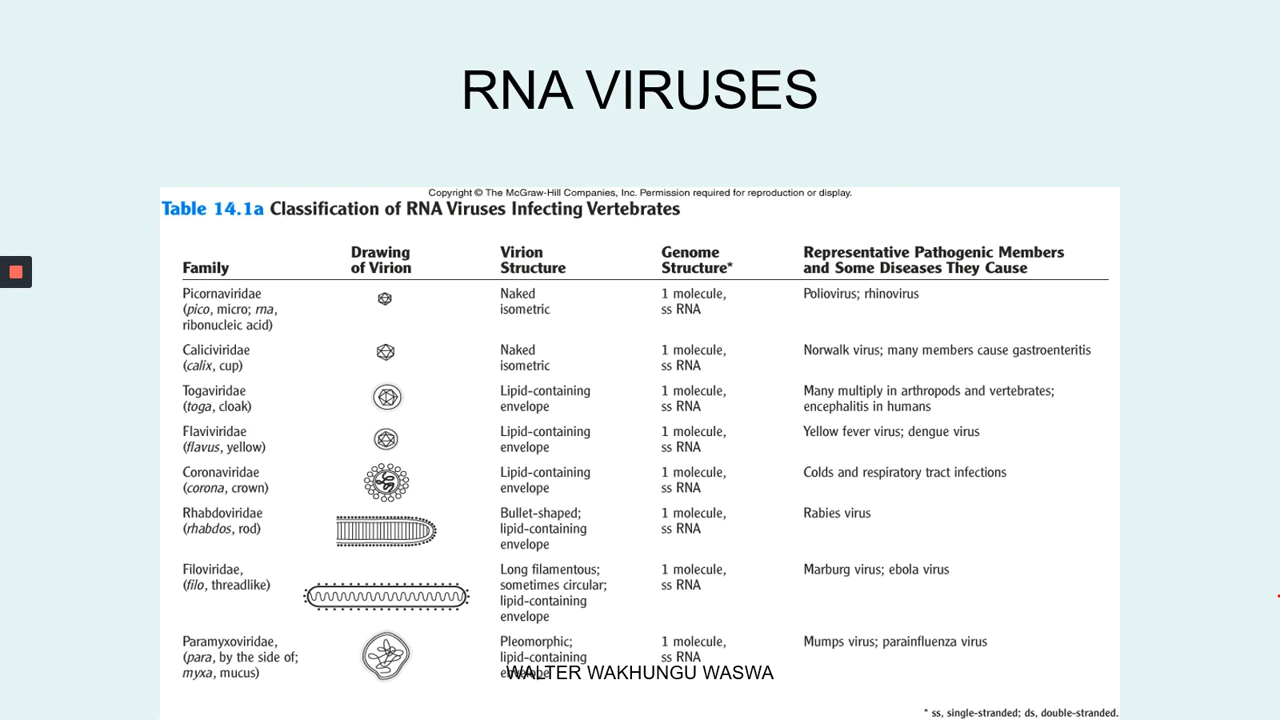 RNA VIRUSES
Copyright © The McGraw-Hill Companies, Inc. Permission required for reproduction or display.
Table 14.1a Classification of RNA Viruses Infecting Vertebrates
Family
Drawing
of Virion
Virion
Structure
Genome
Structure*
Representative Pathogenic Members
and Some Diseases They Cause
Picornaviridae
(pico, micro; rna,
ribonucleic acid)
Naked
isometric
1 molecule,
ss RNA
Poliovirus; rhinovirus
Caliciviridae
(calix, cup)
Naked
isometric
1 molecule,
ss RNA
Norwalk virus; many members cause gastroenteritis
Togaviridae
(toga, cloak)
Lipid-containing
envelope
1 molecule,
ss RNA
Many multiply in arthropods and vertebrates;
encephalitis in humans
Flaviviridae
(flavus, yellow)
Lipid-containing
envelope
1 molecule,
ss RNA
Yellow fever virus; dengue virus
Coronaviridae
(corona, crown)
Lipid-containing
envelope
1 molecule,
ss RNA
Colds and respiratory tract infections
Rhabdoviridae
(rhabdos, rod)
Bullet-shaped;
lipid-containing
envelope
1 molecule,
ss RNA
Rabies virus
Filoviridae,
(filo, threadlike)
Long filamentous;
sometimes circular;
lipid-containing
envelope
1 molecule,
ss RNA
Marburg virus; ebola virus
Paramyxoviridae,
(para, by the side of;
myxa, mucus)
Pleomorphic;
lipid-containing
envelope
1 molecule,
ss RNA
Mumps virus; parainfluenza virus
WALTER WAKHUNGU WASWA
* ss, single-stranded; ds, double-stranded.